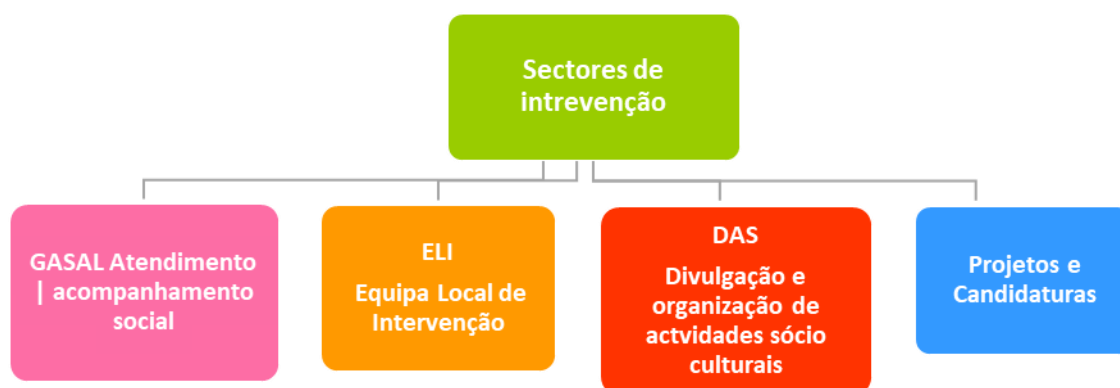 Sectores de
intrevenção
GASAL Atendimento
| acompanhamento
social
ELI
Equipa Local de
Intervenção
DAS
Divulgação e
organização de
actvidades sócio
culturais
Projetos e
Candidaturas